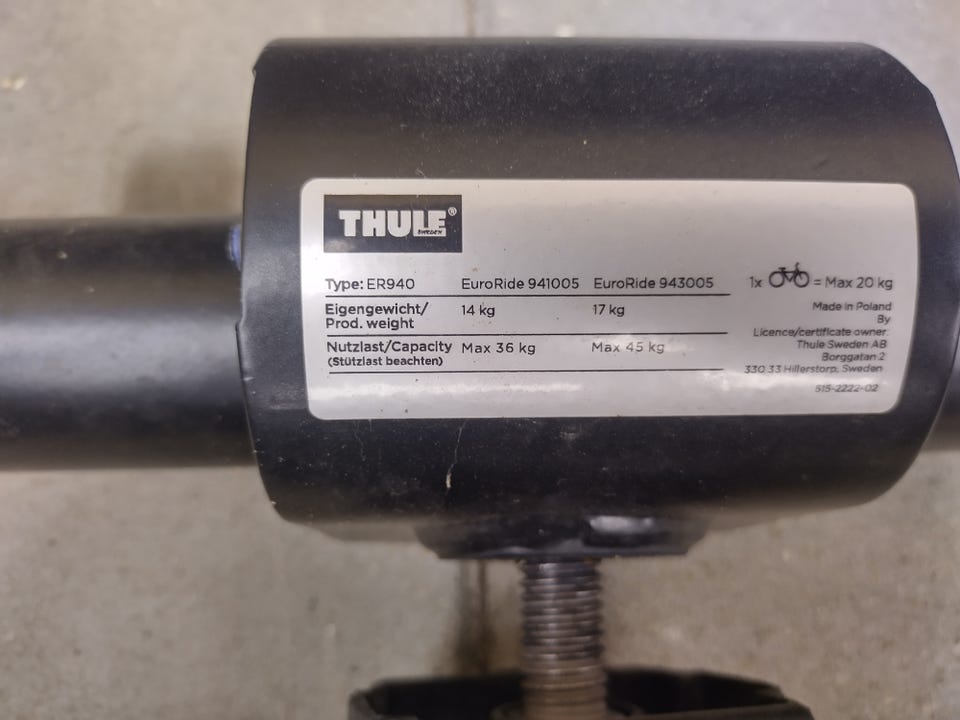 THULE®
SWEDEN
Type: ER940 EuroRide 941005 EuroRide 943005
Eigengewicht/ 14 kg 17 kg
Prod. weight
Nutzlast/Capacity Max 36 kg Max 45 kg
(Stützlast beachten)
1x = Max 20 kg
Made in Poland
By
Licence/certificate owner:
Thule Sweden AB
Borggatan 2
330 33 Hillerstorp, Sweden
515-2222-02